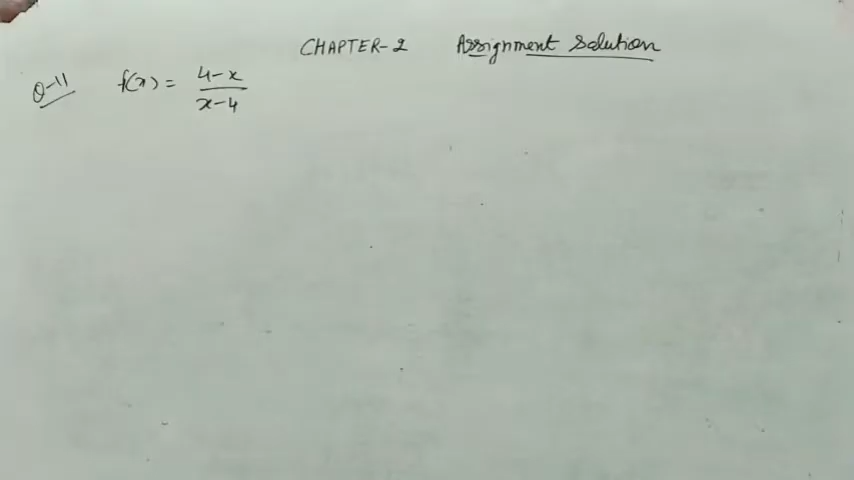 CHAPTER-2 Assignment Solution
Q-11 f(x) = 4-x / x-4